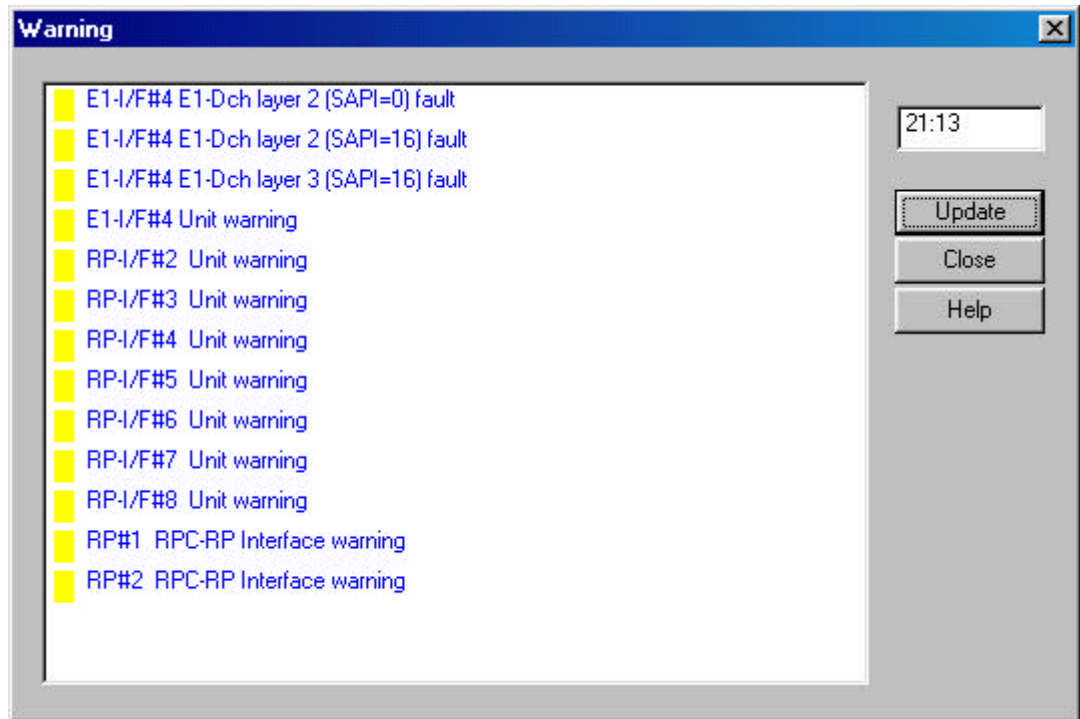 Warning
E1-I/F#4 E1-Dch layer 2 (SAPI=0) fault
E1-I/F#4 E1-Dch layer 2 (SAPI=16) fault
E1-I/F#4 E1-Dch layer 3 (SAPI=16) fault
E1-I/F#4 Unit warning
RP-I/F#2  Unit warning
RP-I/F#3  Unit warning
RP-I/F#4  Unit warning
RP-I/F#5  Unit warning
RP-I/F#6  Unit warning
RP-I/F#7  Unit warning
RP-I/F#8  Unit warning
RP#1  RPC-RP Interface warning
RP#2  RPC-RP Interface warning
21:13
Update
Close
Help